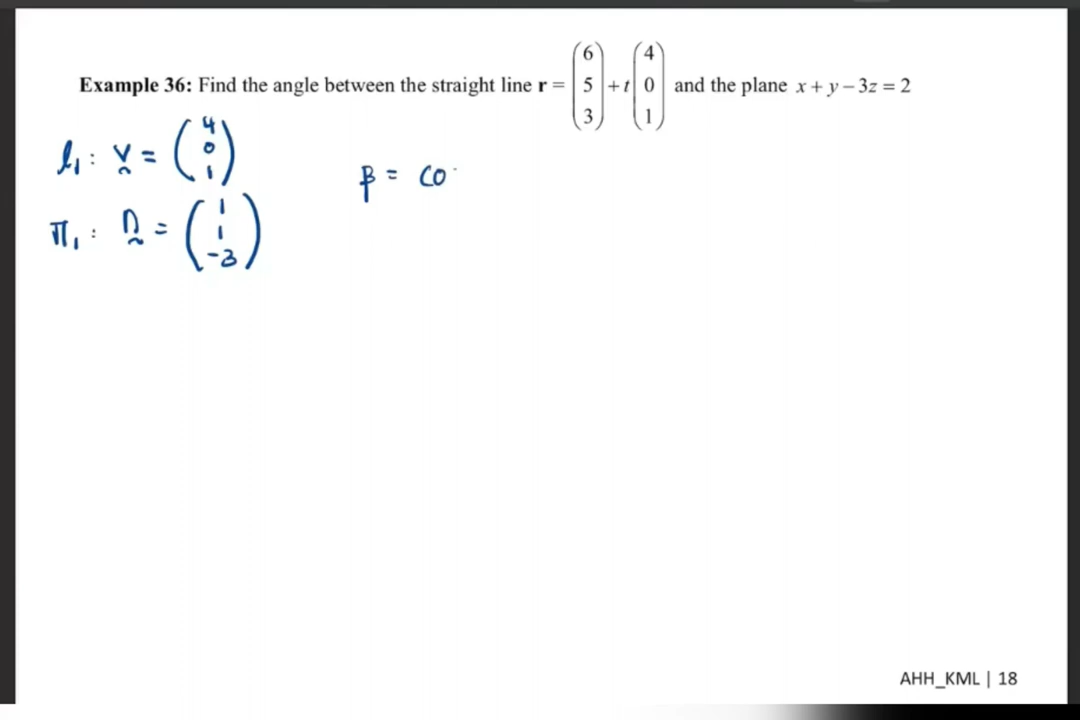 Example 36: Find the angle between the straight line r = (6 5 3) + t (4 0 1) and the plane x + y − 3z = 2
l₁ : v = (4 0 1)
β = co
π₁ : n = (1 1 -3)
AHH_KML | 18